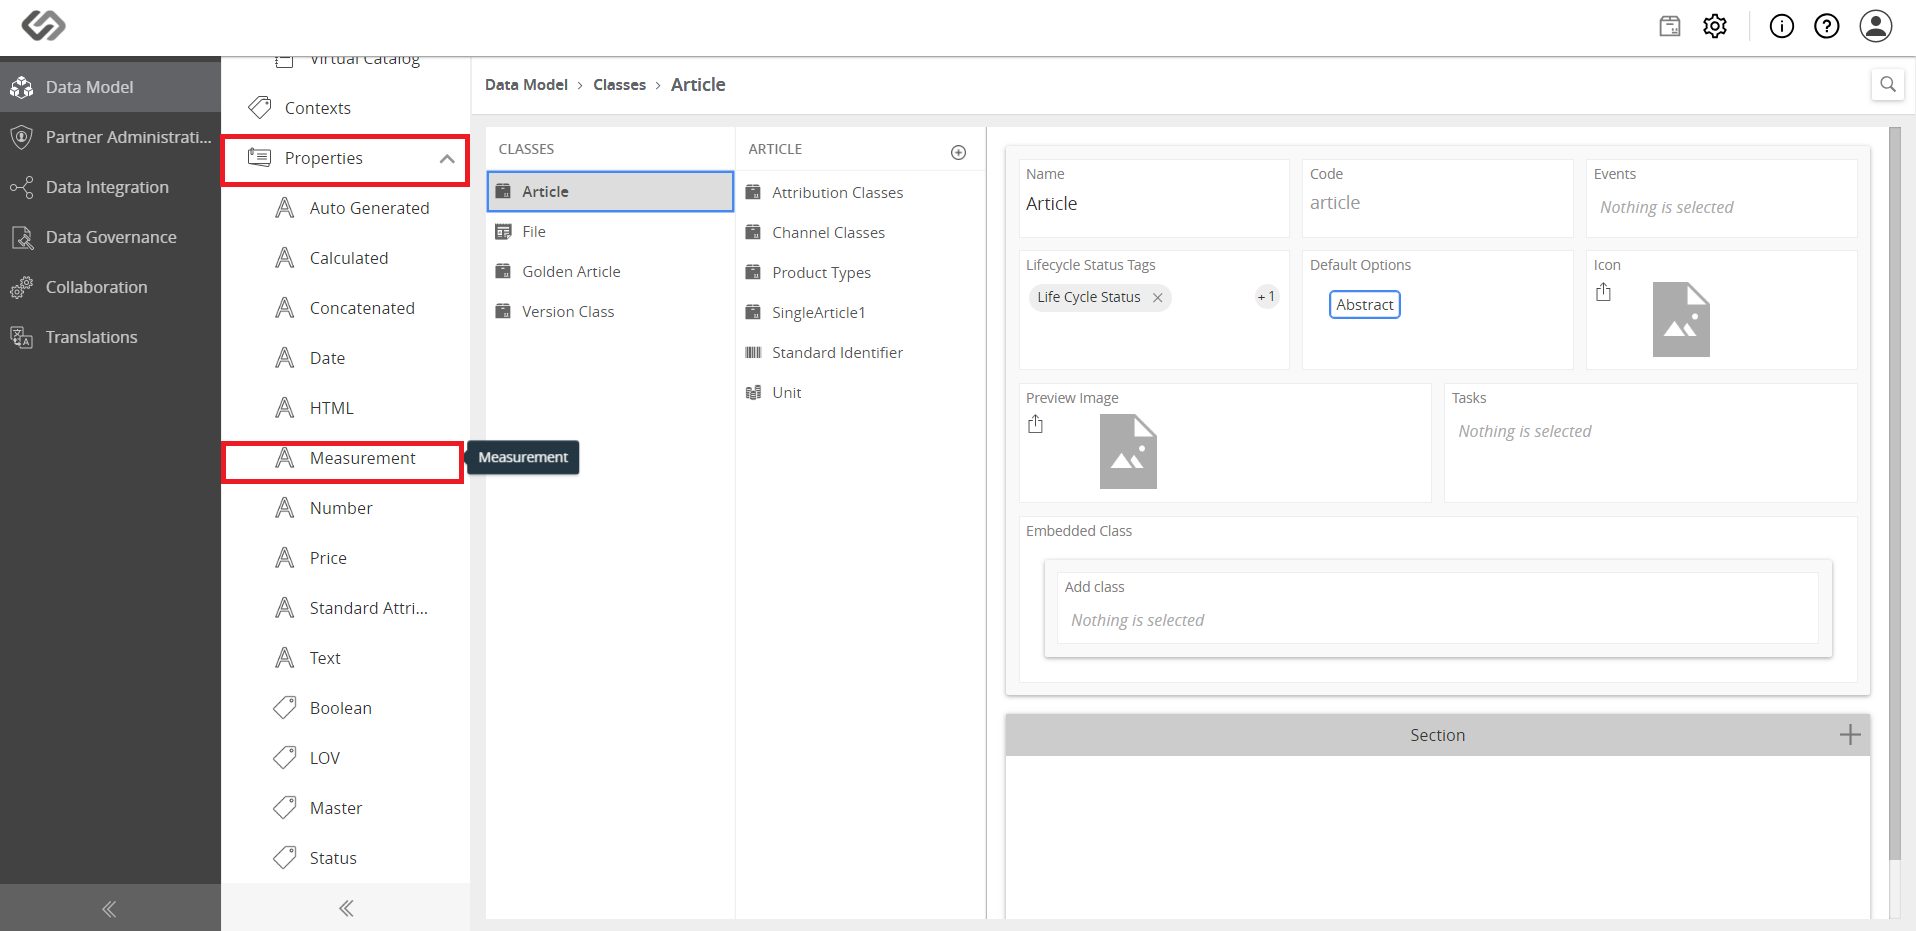 Data Model
Partner Administrati...
Data Integration
Data Governance
Collaboration
Translations
Virtual Catalog
Contexts
Properties
Auto Generated
Calculated
Concatenated
Date
HTML
Measurement
Number
Price
Standard Attri...
Text
Boolean
LOV
Master
Status
Measurement
Data Model › Classes › Article
CLASSES
Article
File
Golden Article
Version Class
ARTICLE
Attribution Classes
Channel Classes
Product Types
SingleArticle1
Standard Identifier
Unit
Name
Article
Code
article
Events
Nothing is selected
Lifecycle Status Tags
Life Cycle Status
+1
Default Options
Abstract
Icon
Preview Image
Tasks
Nothing is selected
Embedded Class
Add class
Nothing is selected
Section